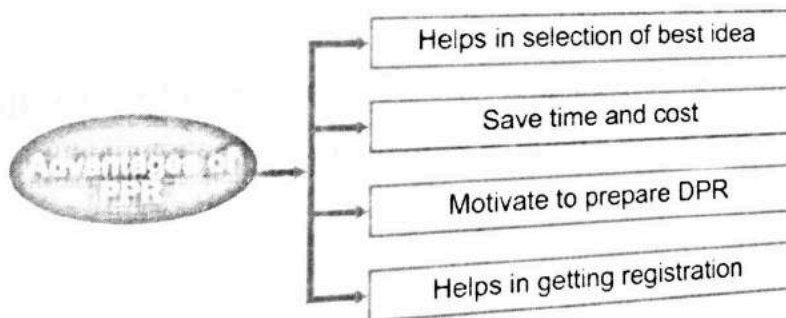 Advantages of
PPR
Helps in selection of best idea
Save time and cost
Motivate to prepare DPR
Helps in getting registration